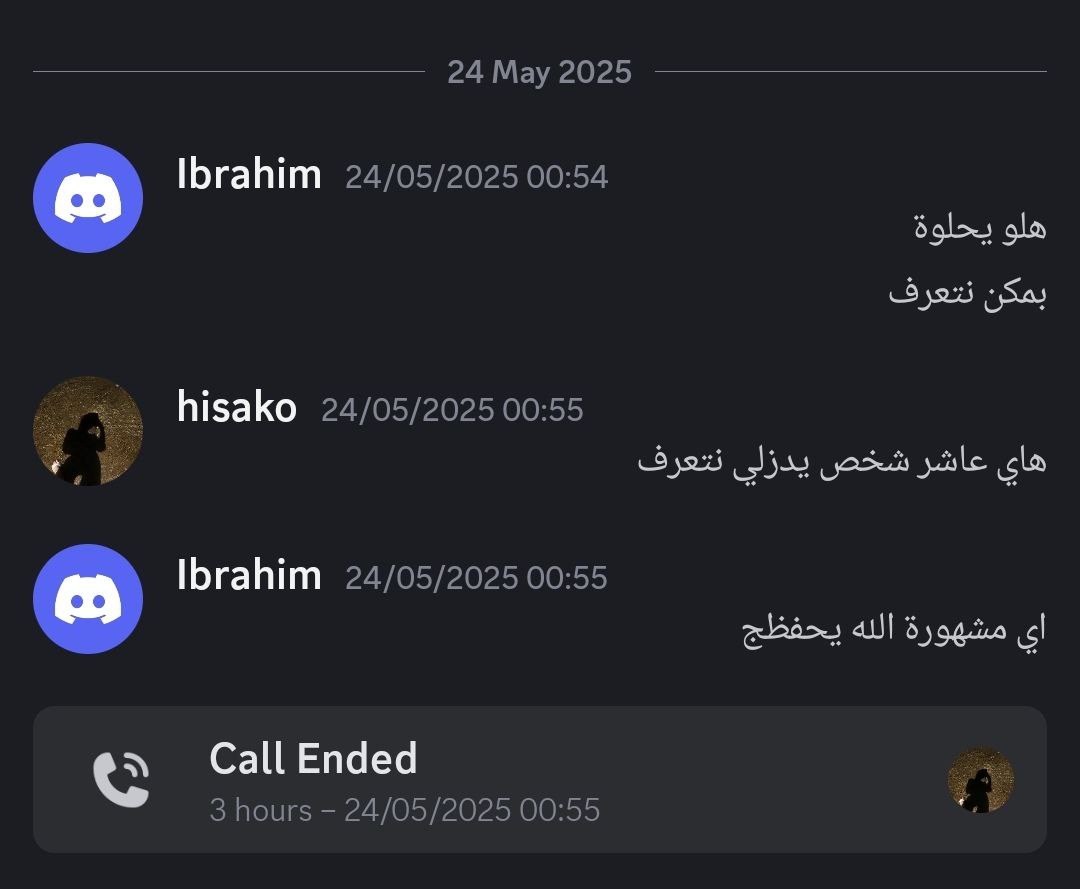 24 May 2025
Ibrahim 24/05/2025 00:54
هلو يحلوة
بمكن نتعرف
hisako 24/05/2025 00:55
هاي عاشر شخص يدزلي نتعرف
Ibrahim 24/05/2025 00:55
اي مشهورة الله يحفظج
Call Ended
3 hours – 24/05/2025 00:55